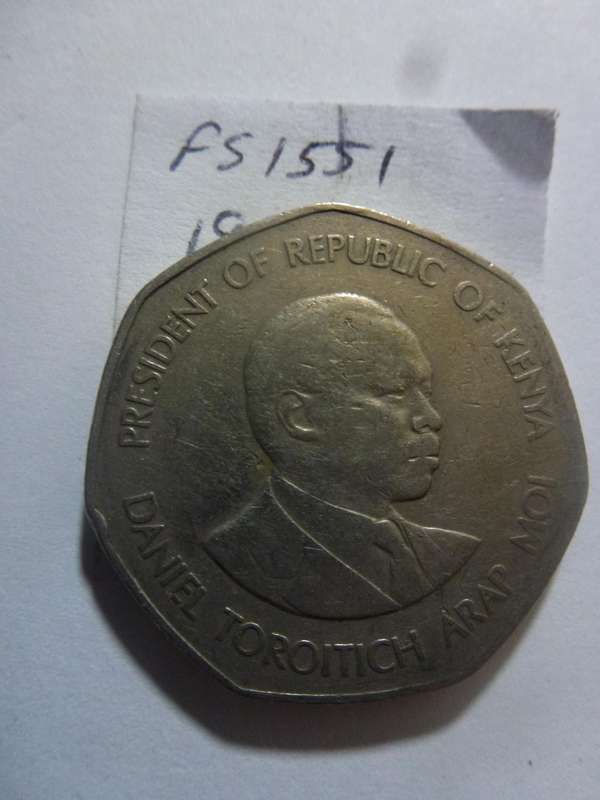 FS1551
PRESIDENT OF REPUBLIC OF KENYA
DANIEL TOROITICH ARAP MOI